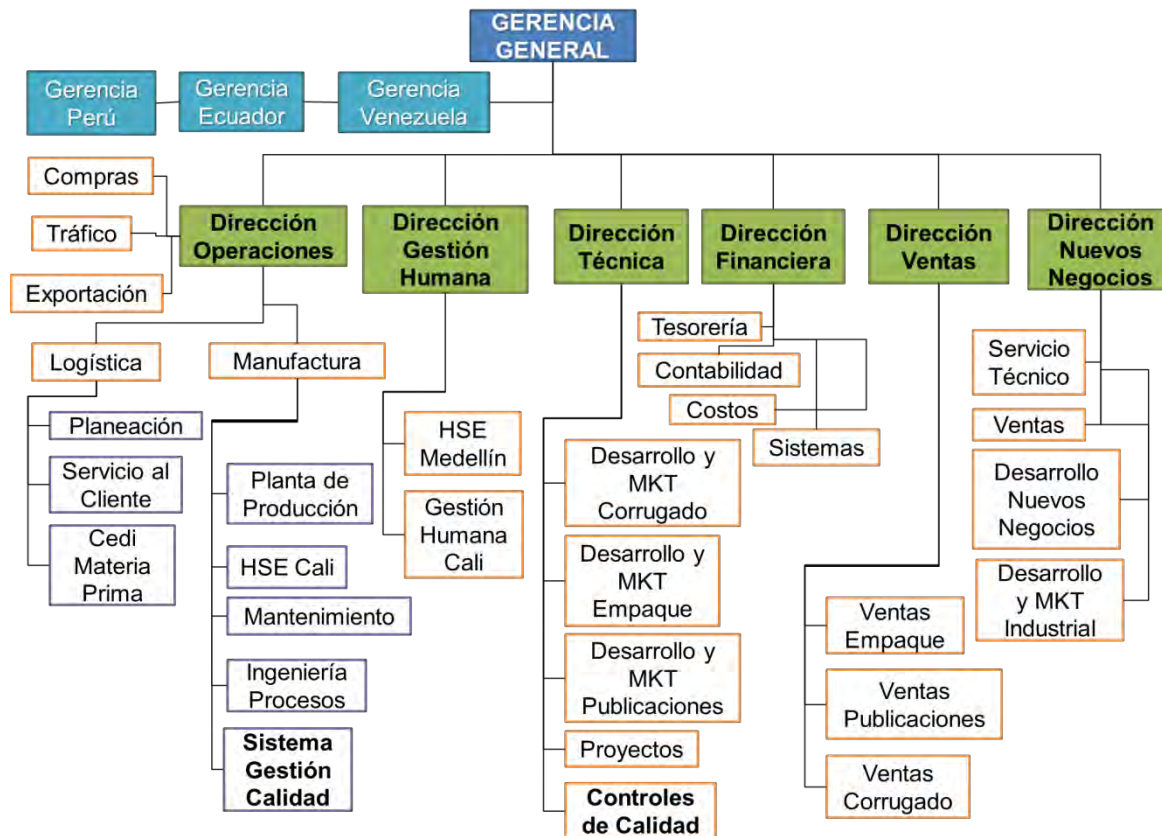 GERENCIA
GENERAL
Gerencia
Perú
Gerencia
Ecuador
Gerencia
Venezuela
Compras
Tráfico
Exportación
Dirección
Operaciones
Dirección
Gestión
Humana
Dirección
Técnica
Dirección
Financiera
Dirección
Ventas
Dirección
Nuevos
Negocios
Logística
Manufactura
Planeación
Servicio al
Cliente
Cedi
Materia
Prima
Planta de
Producción
HSE Cali
Mantenimiento
Ingeniería
Procesos
Sistema
Gestión
Calidad
HSE
Medellín
Gestión
Humana
Cali
Desarrollo y
MKT
Corrugado
Desarrollo y
MKT
Empaque
Desarrollo y
MKT
Publicaciones
Proyectos
Controles
de Calidad
Tesorería
Contabilidad
Costos
Sistemas
Ventas
Empaque
Ventas
Publicaciones
Ventas
Corrugado
Servicio
Técnico
Ventas
Desarrollo
Nuevos
Negocios
Desarrollo
y MKT
Industrial